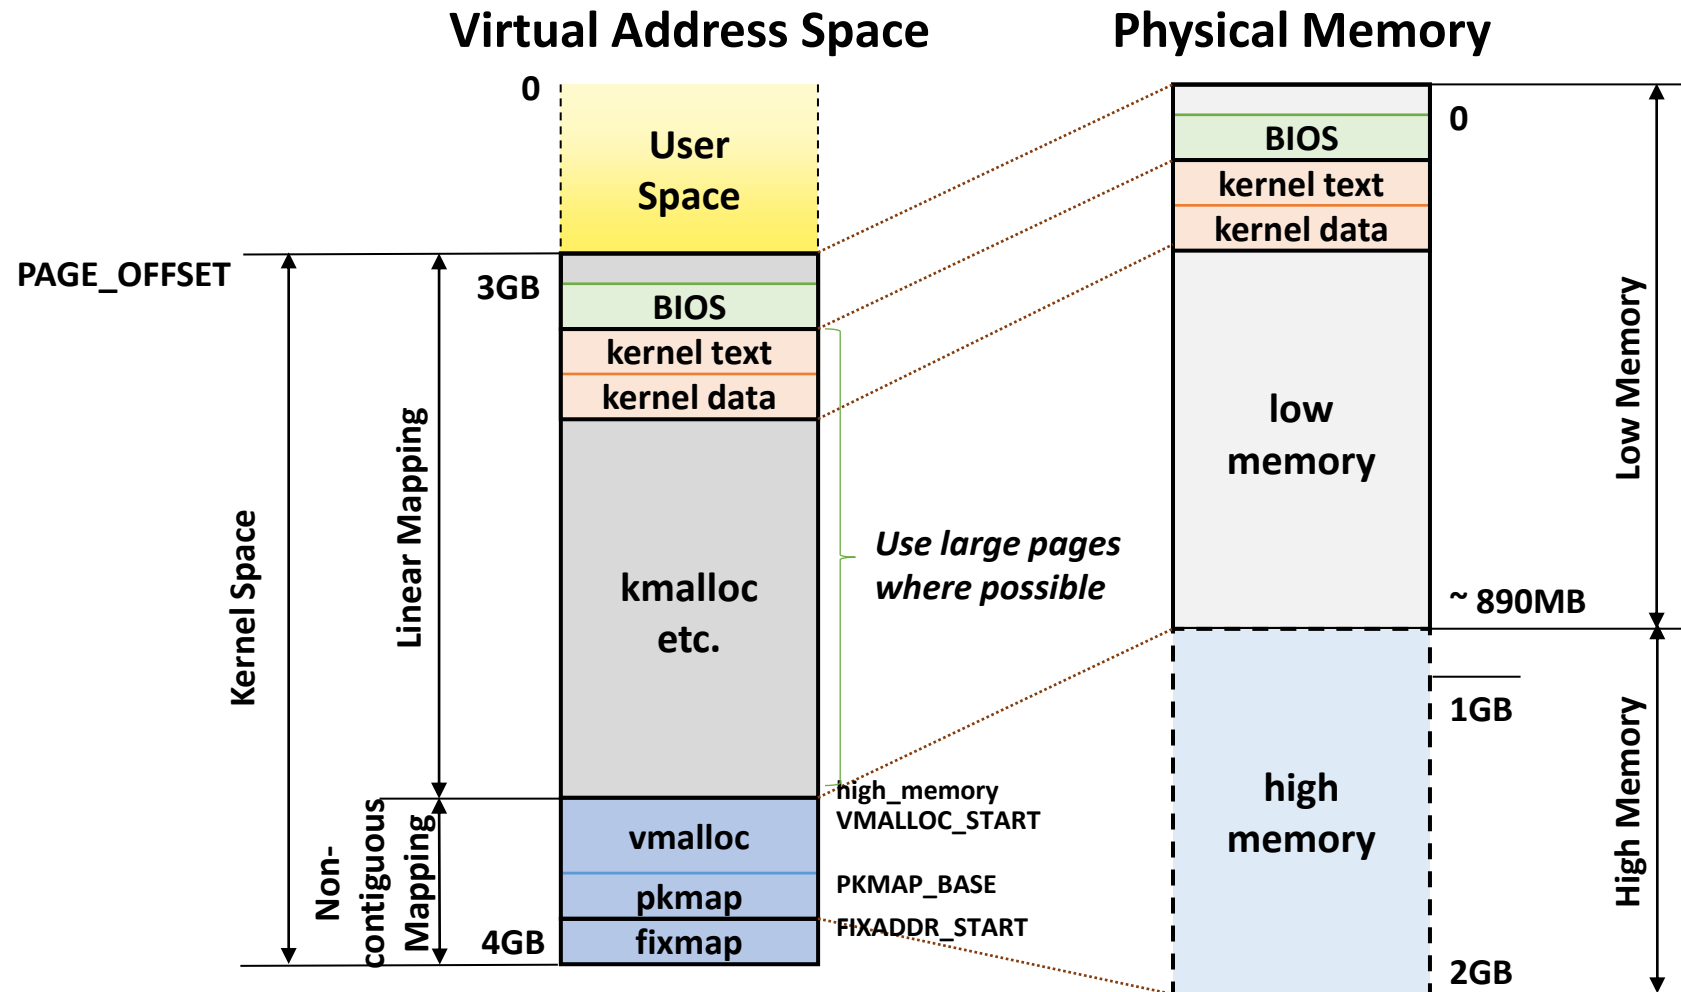 Virtual Address Space
Physical Memory
0
User
Space
PAGE_OFFSET
3GB
BIOS
kernel text
kernel data
kmalloc
etc.
vmalloc
pkmap
fixmap
4GB
Kernel Space
Linear Mapping
Non-
contiguous
Mapping
Use large pages
where possible
high_memory
VMALLOC_START
PKMAP_BASE
FIXADDR_START
0
BIOS
kernel text
kernel data
low
memory
~ 890MB
1GB
high
memory
2GB
Low Memory
High Memory